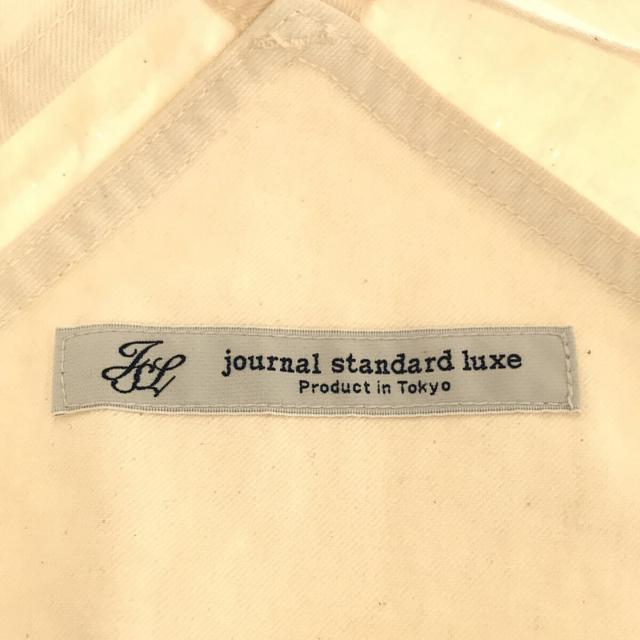 JSL
journal standard luxe
Product in Tokyo